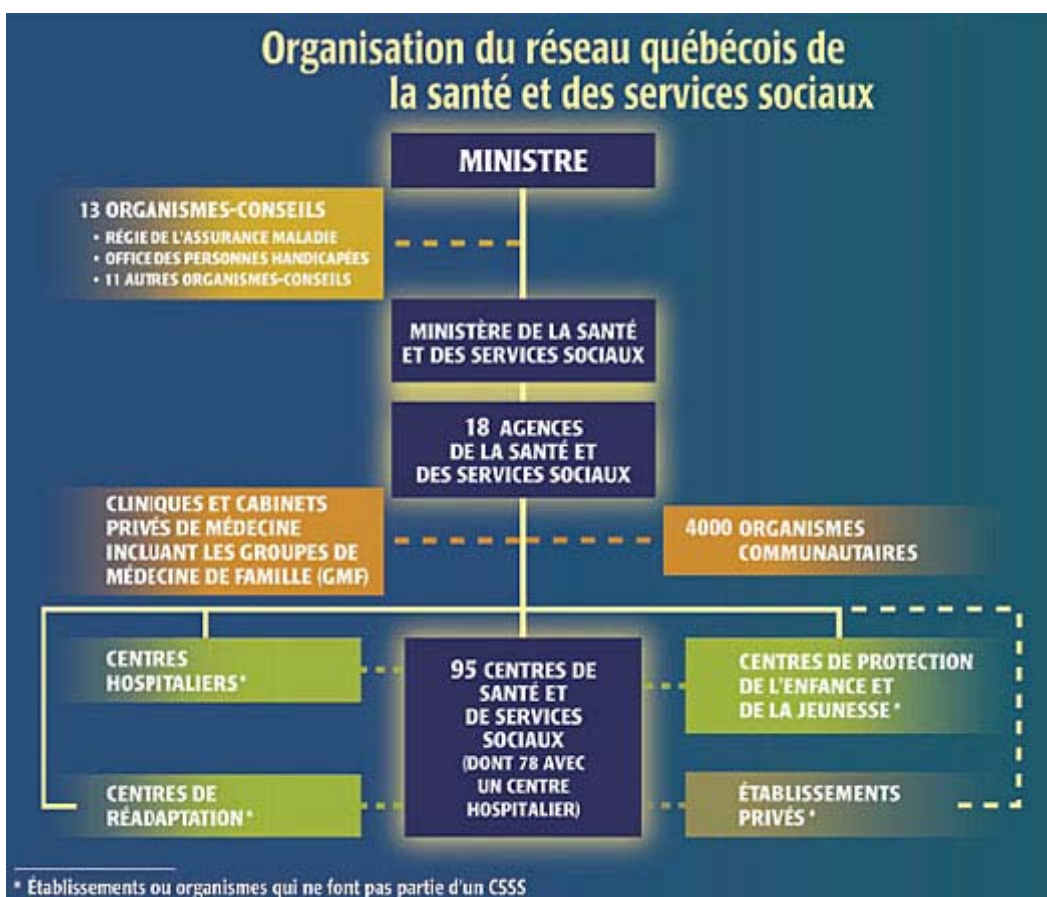 Organisation du réseau québécois de
la santé et des services sociaux
MINISTRE
13 ORGANISMES-CONSEILS
• RÉGIE DE L'ASSURANCE MALADIE
• OFFICE DES PERSONNES HANDICAPÉES
• 11 AUTRES ORGANISMES-CONSEILS
MINISTÈRE DE LA SANTÉ
ET DES SERVICES SOCIAUX
18 AGENCES
DE LA SANTÉ ET
DES SERVICES SOCIAUX
CLINIQUES ET CABINETS
PRIVÉS DE MÉDECINE
INCLUANT LES GROUPES DE
MÉDECINE DE FAMILLE (GMF)
4000 ORGANISMES
COMMUNAUTAIRES
CENTRES
HOSPITALIERS*
95 CENTRES DE
SANTÉ ET
DE SERVICES
SOCIAUX
(DONT 78 AVEC
UN CENTRE
HOSPITALIER)
CENTRES DE PROTECTION
DE L'ENFANCE ET
DE LA JEUNESSE*
CENTRES DE
RÉADAPTATION*
ÉTABLISSEMENTS
PRIVÉS*
* Établissements ou organismes qui ne font pas partie d'un CSSS